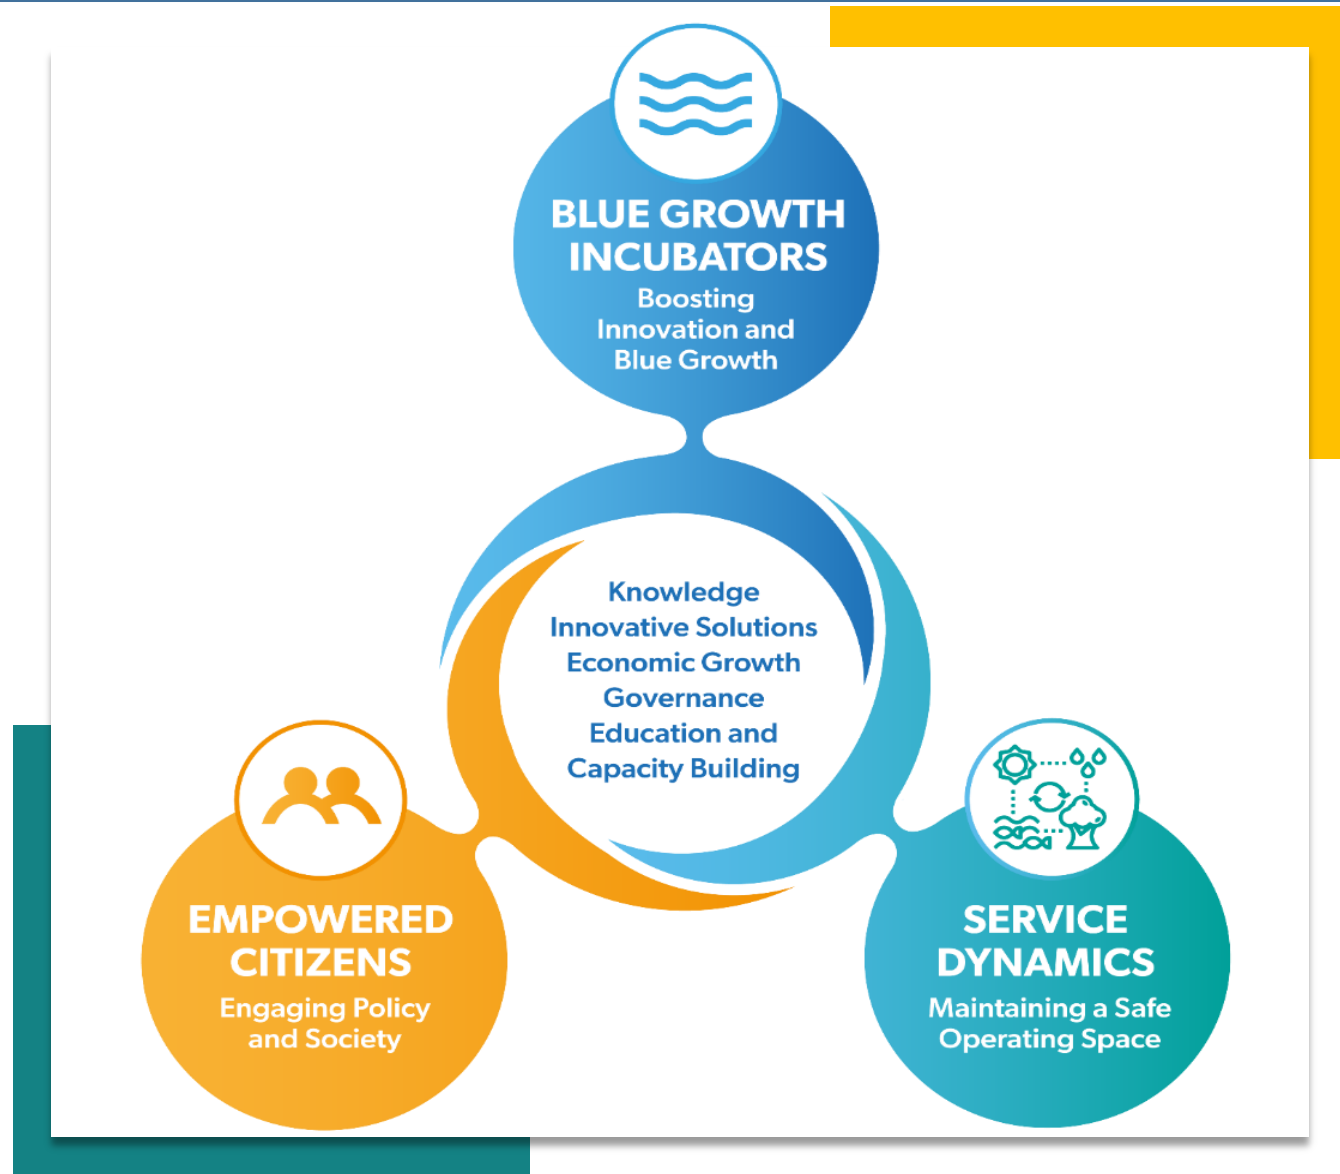 BLUE GROWTH
INCUBATORS
Boosting
Innovation and
Blue Growth
Knowledge
Innovative Solutions
Economic Growth
Governance
Education and
Capacity Building
EMPOWERED
CITIZENS
Engaging Policy
and Society
SERVICE
DYNAMICS
Maintaining a Safe
Operating Space